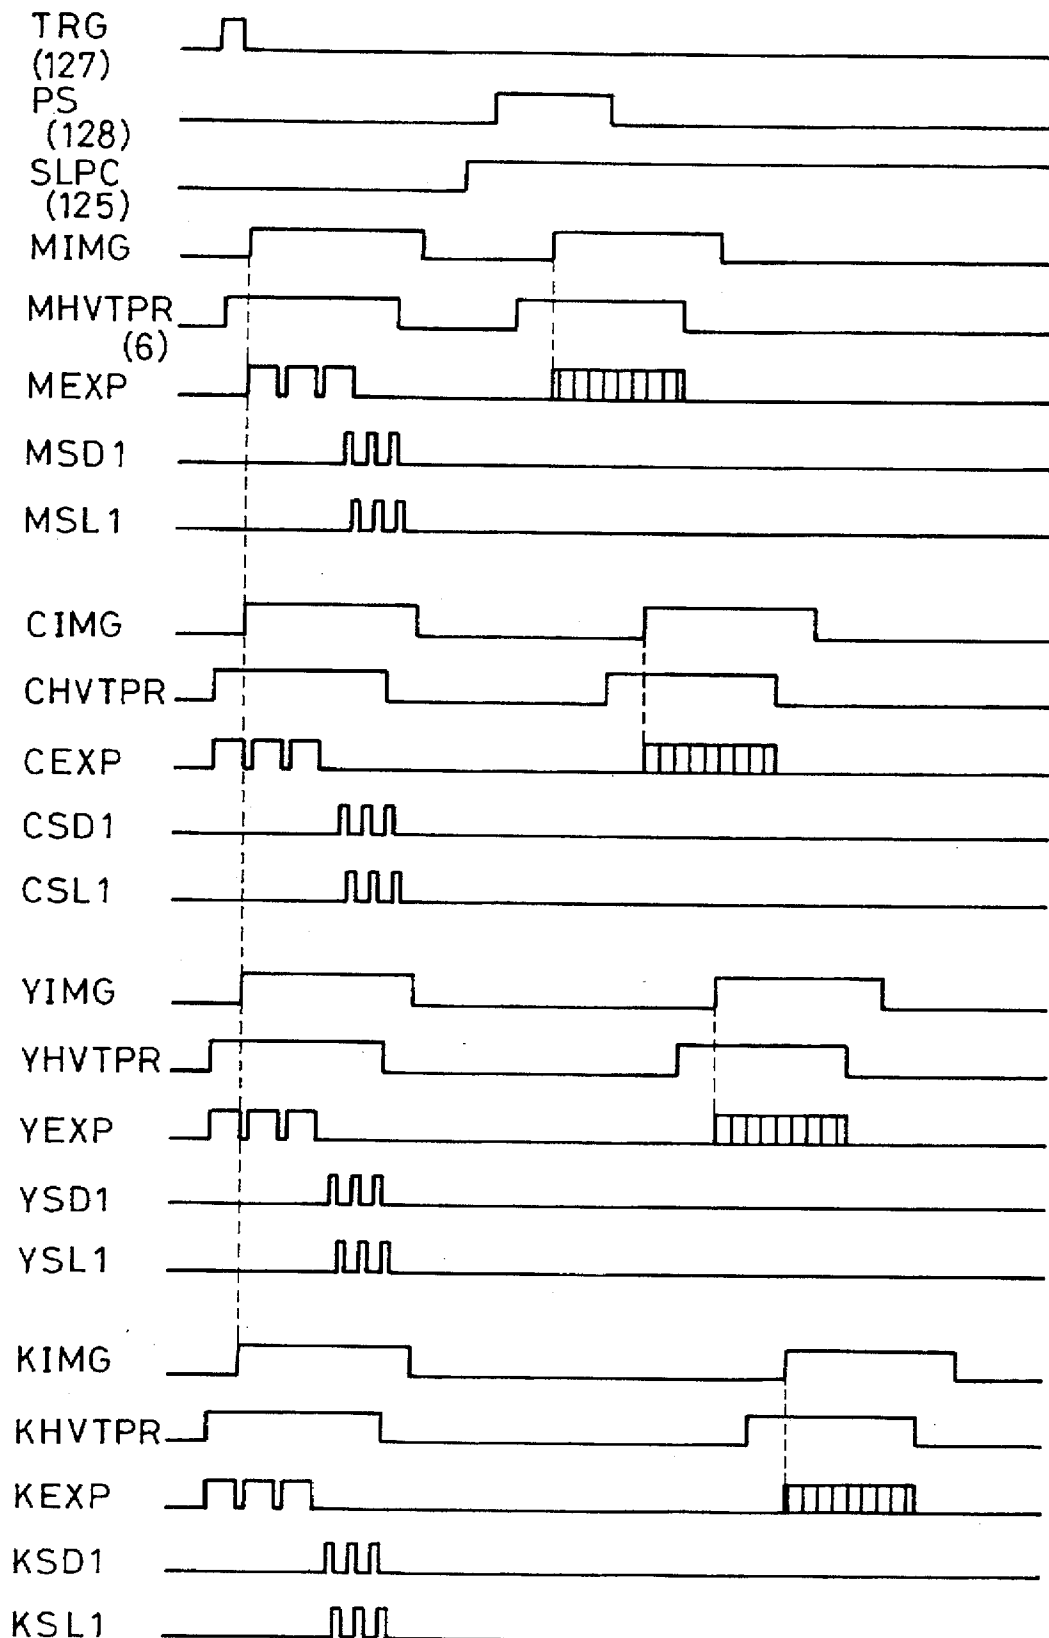 TRG
(127)
PS
(128)
SLPC
(125)
MIMG
MHVTPR
(6)
MEXP
MSD1
MSL1
CIMG
CHVTPR
CEXP
CSD1
CSL1
YIMG
YHVTPR
YEXP
YSD1
YSL1
KIMG
KHVTPR
KEXP
KSD1
KSL1